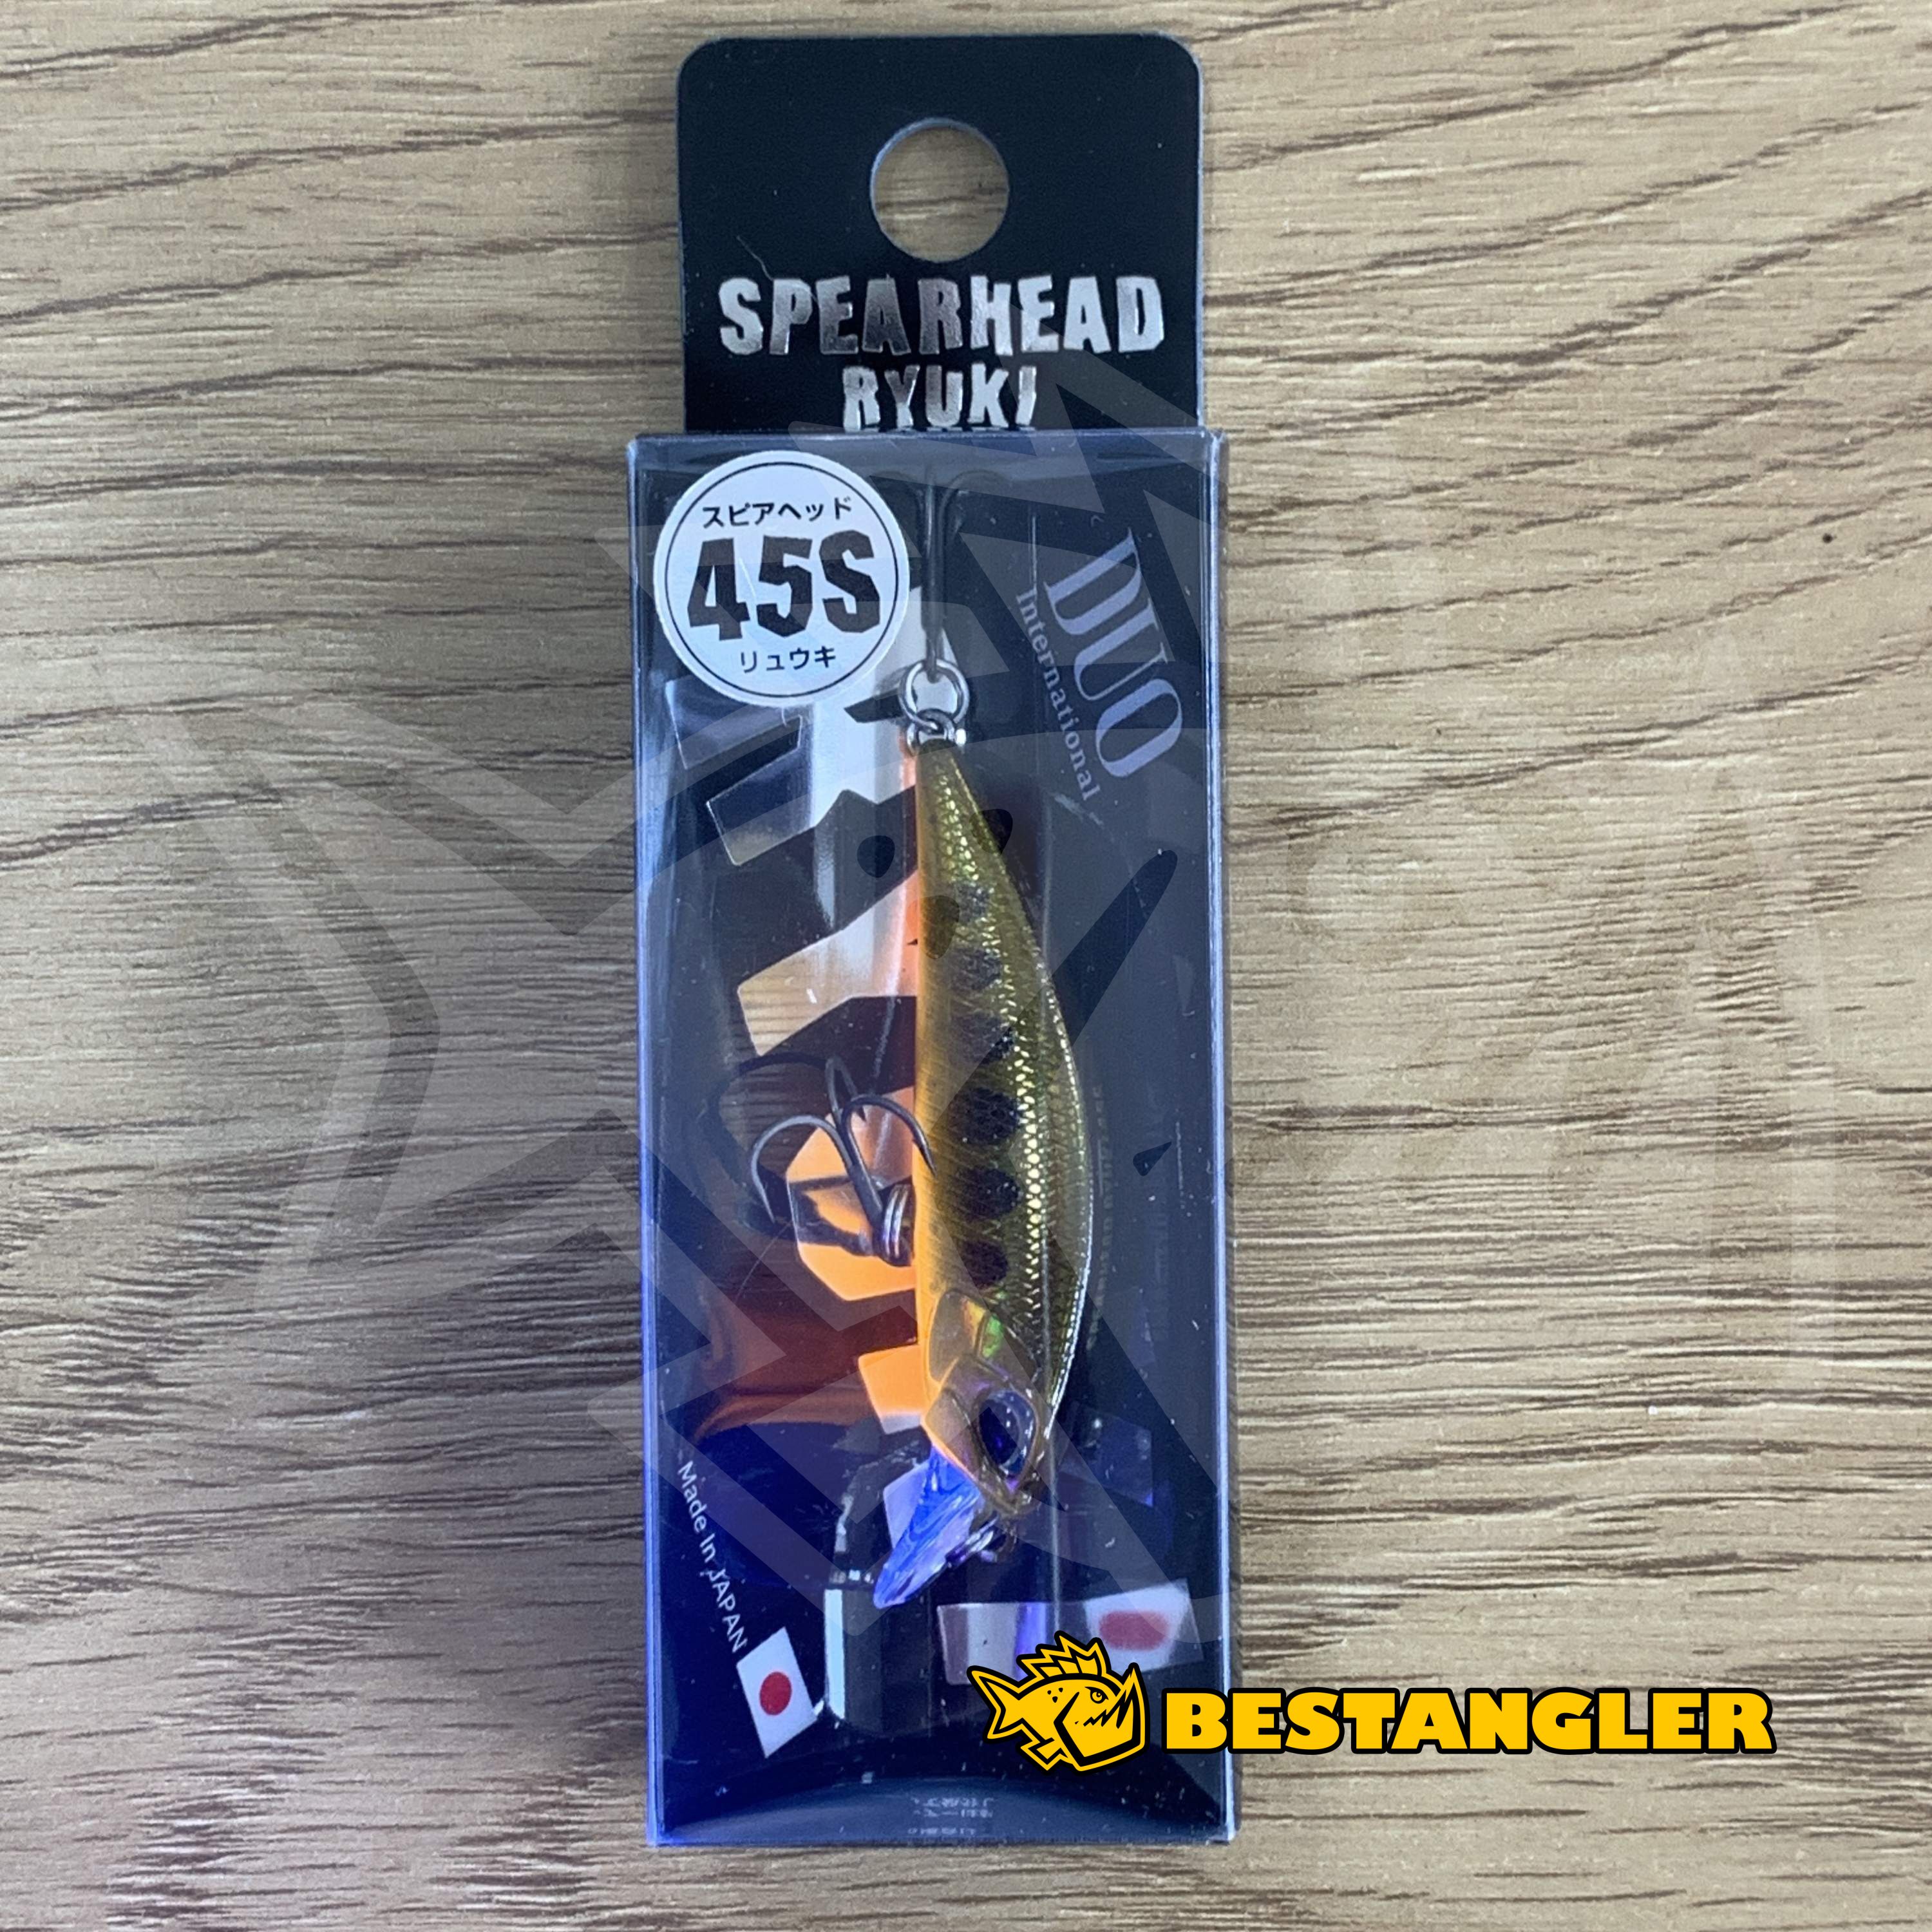 SPEARHEAD
RYUKI
スピアヘッド
45S
リュウキ
DUO
International
Made in JAPAN
BESTANGLER